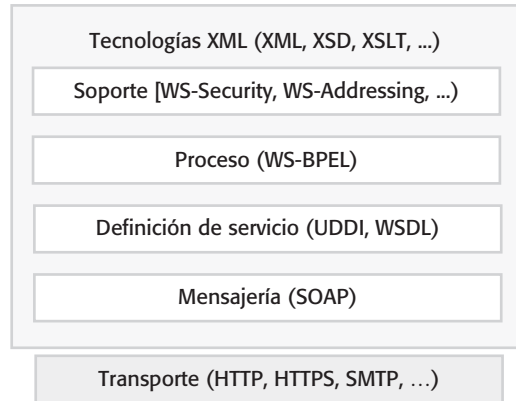 Tecnologías XML (XML, XSD, XSLT, ...)
Soporte [WS-Security, WS-Addressing, ...)
Proceso (WS-BPEL)
Definición de servicio (UDDI, WSDL)
Mensajería (SOAP)
Transporte (HTTP, HTTPS, SMTP, …)